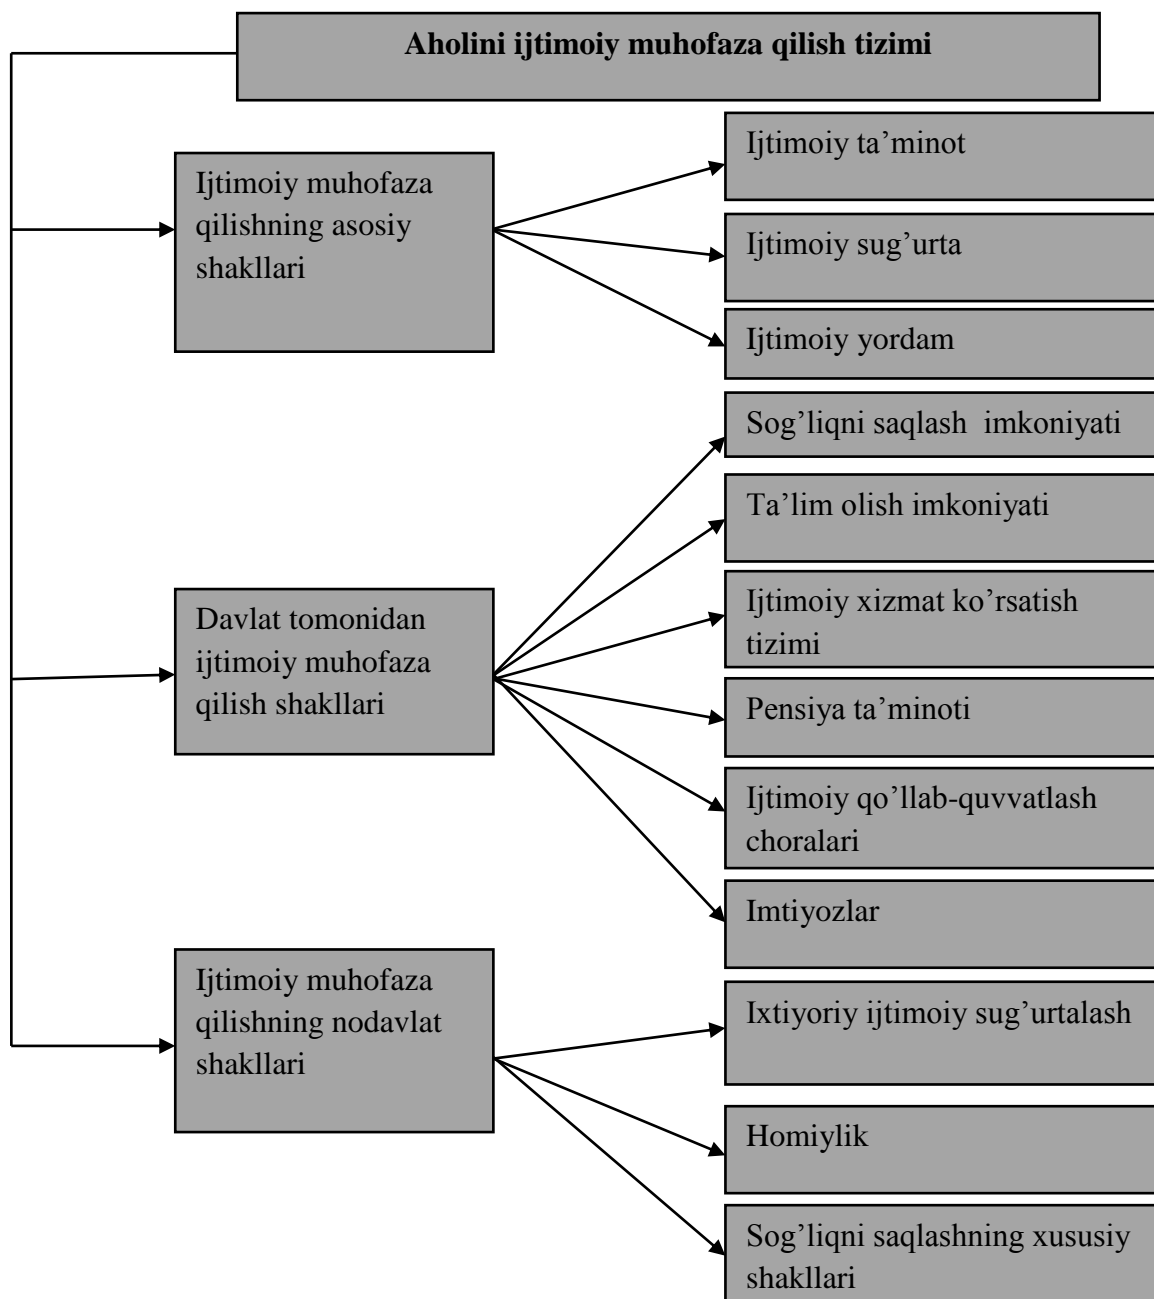 Aholini ijtimoiy muhofaza qilish tizimi
Ijtimoiy muhofaza
qilishning asosiy
shakllari
Ijtimoiy ta’minot
Ijtimoiy sug’urta
Ijtimoiy yordam
Davlat tomonidan
ijtimoiy muhofaza
qilish shakllari
Sog’liqni saqlash  imkoniyati
Ta’lim olish imkoniyati
Ijtimoiy xizmat ko’rsatish
tizimi
Pensiya ta’minoti
Ijtimoiy qo’llab-quvvatlash
choralari
Imtiyozlar
Ijtimoiy muhofaza
qilishning nodavlat
shakllari
Ixtiyoriy ijtimoiy sug’urtalash
Homiylik
Sog’liqni saqlashning xususiy
shakllari